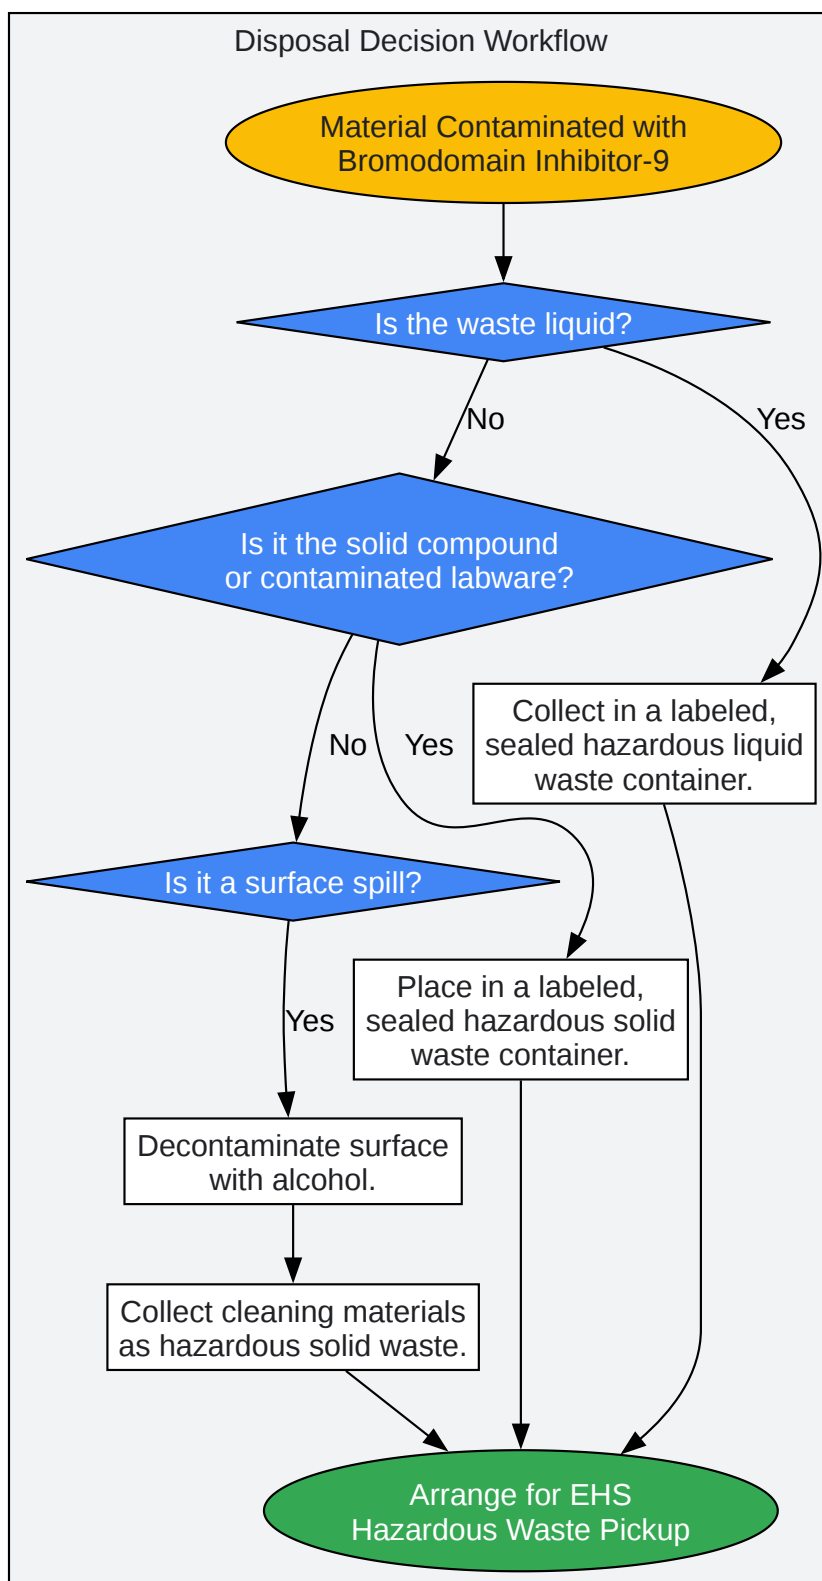 Disposal Decision Workflow
Material Contaminated with
Bromodomain Inhibitor-9
Is the waste liquid?
No
Yes
Is it the solid compound
or contaminated labware?
Collect in a labeled,
sealed hazardous liquid
waste container.
No
Yes
Is it a surface spill?
Place in a labeled,
sealed hazardous solid
waste container.
Yes
Decontaminate surface
with alcohol.
Collect cleaning materials
as hazardous solid waste.
Arrange for EHS
Hazardous Waste Pickup